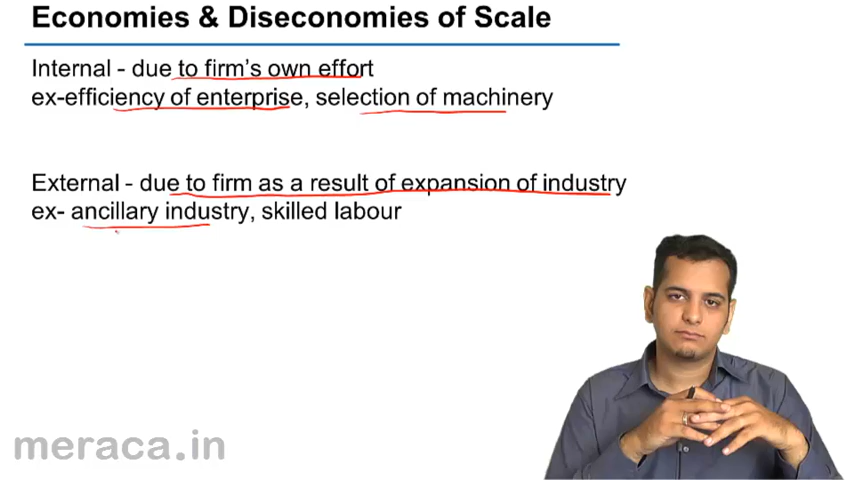 Economies & Diseconomies of Scale
Internal - due to firm's own effort
ex-efficiency of enterprise, selection of machinery
External - due to firm as a result of expansion of industry
ex- ancillary industry, skilled labour
meraca.in